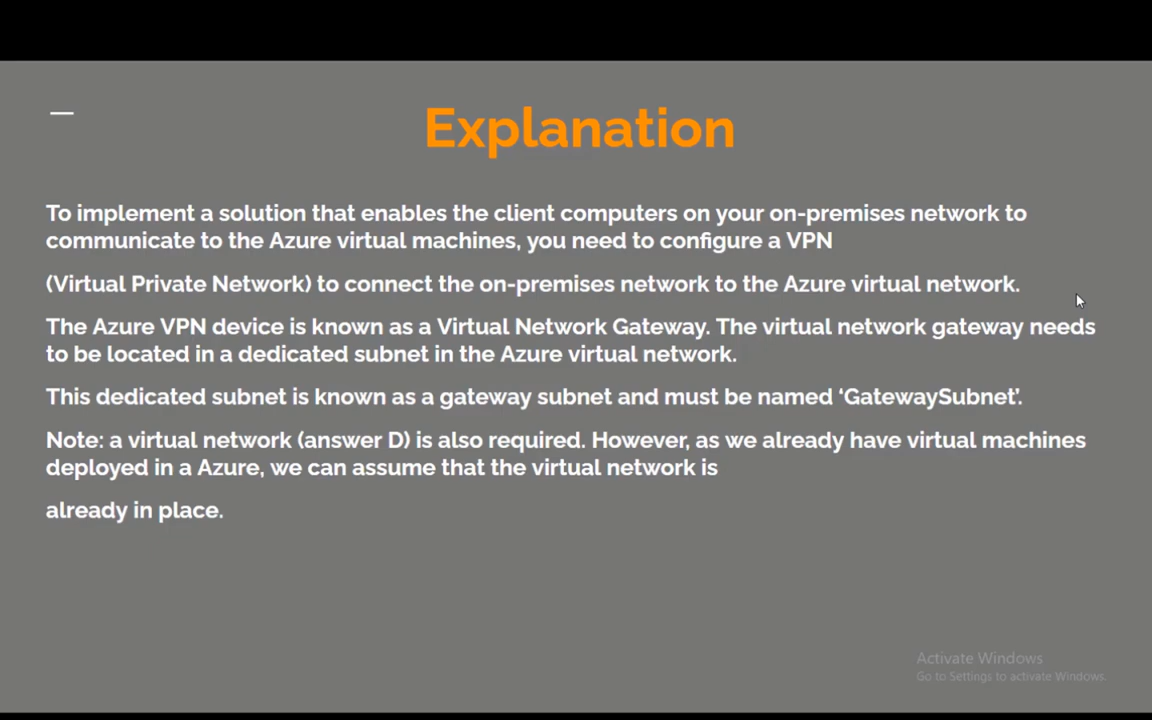 Explanation
To implement a solution that enables the client computers on your on-premises network to
communicate to the Azure virtual machines, you need to configure a VPN
(Virtual Private Network) to connect the on-premises network to the Azure virtual network.
The Azure VPN device is known as a Virtual Network Gateway. The virtual network gateway needs
to be located in a dedicated subnet in the Azure virtual network.
This dedicated subnet is known as a gateway subnet and must be named ‘GatewaySubnet’.
Note: a virtual network (answer D) is also required. However, as we already have virtual machines
deployed in a Azure, we can assume that the virtual network is
already in place.
Activate Windows
Go to Settings to activate Windows.